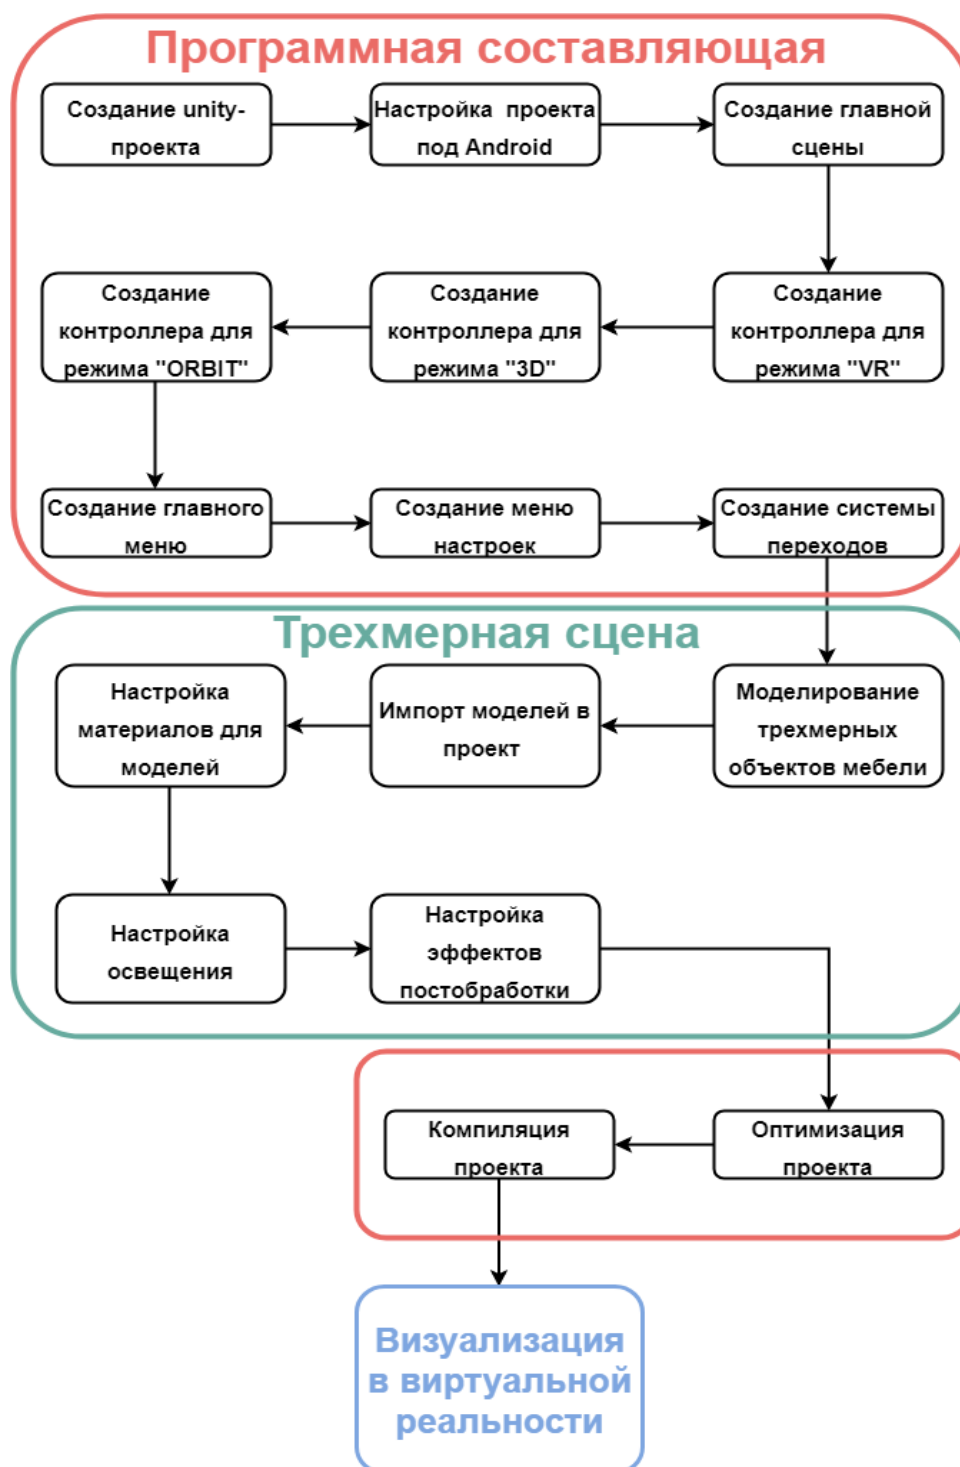 Программная составляющая
Создание unity-
проекта
Настройка проекта
под Android
Создание главной
сцены
Создание
контроллера для
режима "ORBIT"
Создание
контроллера для
режима "3D"
Создание
контроллера для
режима "VR"
Создание главного
меню
Создание меню
настроек
Создание системы
переходов
Трехмерная сцена
Настройка
материалов для
моделей
Импорт моделей в
проект
Моделирование
трехмерных
объектов мебели
Настройка
освещения
Настройка
эффектов
постобработки
Компиляция
проекта
Оптимизация
проекта
Визуализация
в виртуальной
реальности